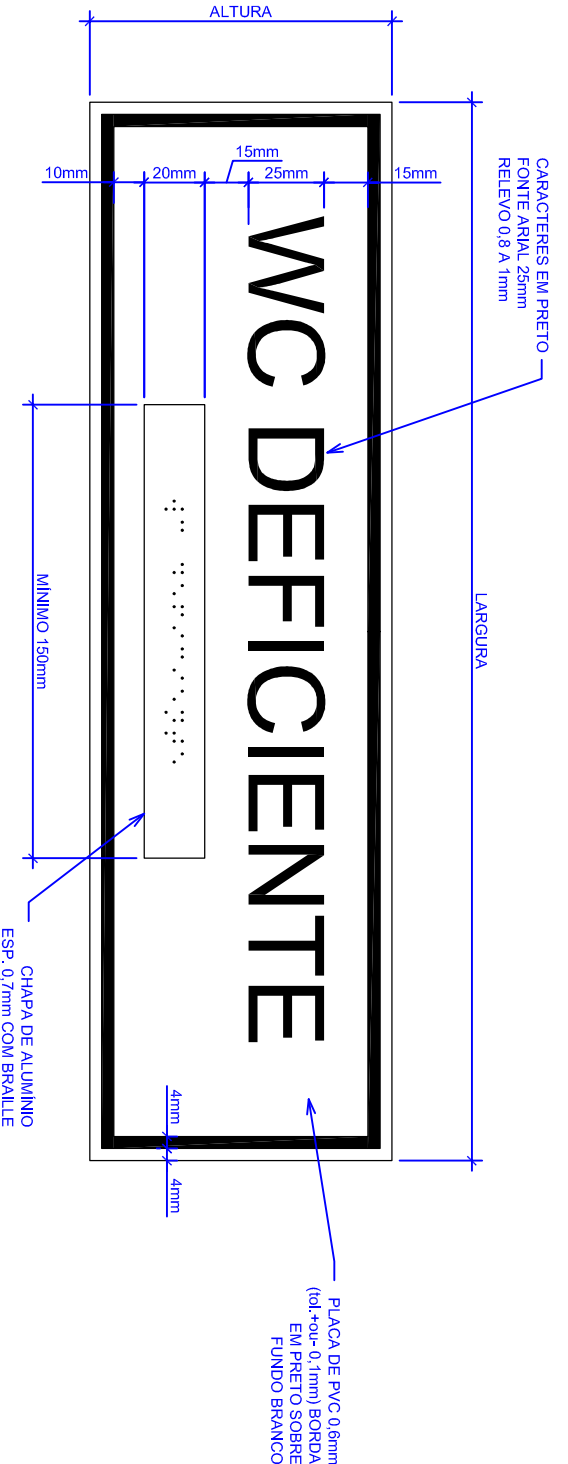 LARGURA
ALTURA
CARACTERES EM PRETO
FONTE ARIAL 25mm
RELEVO 0,8 A 1mm
15mm
25mm
15mm
20mm
10mm
WC DEFICIENTE
4mm
4mm
MÍNIMO 150mm
PLACA DE PVC 0,6mm
(tol.+ou- 0,1mm) BORDA
EM PRETO SOBRE
FUNDO BRANCO
CHAPA DE ALUMÍNIO
ESP. 0,7mm COM BRAILLE